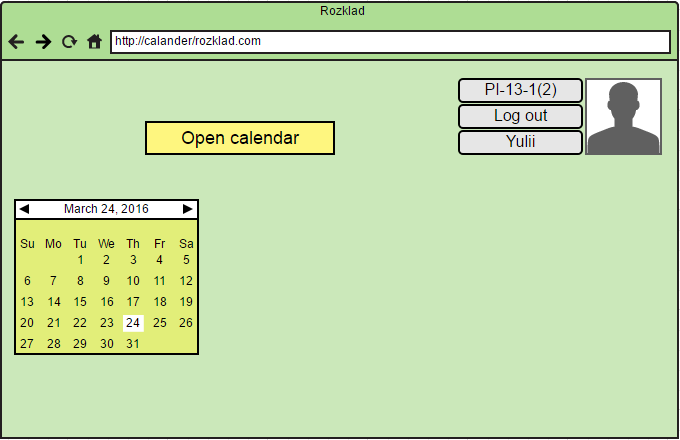 Rozklad
http://calander/rozklad.com
PI-13-1(2)
Log out
Yulii
Open calendar
March 24, 2016
Su Mo Tu We Th Fr Sa
1 2 3 4 5
6 7 8 9 10 11 12
13 14 15 16 17 18 19
20 21 22 23 24 25 26
27 28 29 30 31